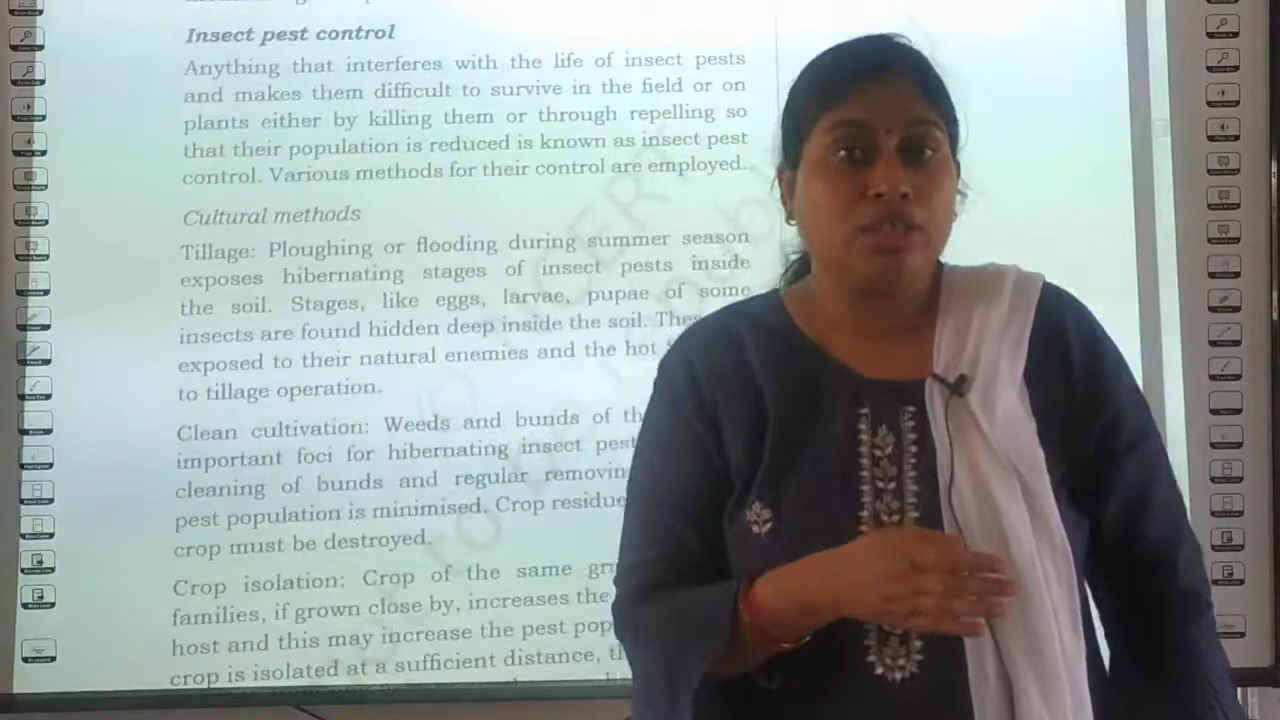 Insect pest control
Anything that interferes with the life of insect pests
and makes them difficult to survive in the field or on
plants either by killing them or through repelling so
that their population is reduced is known as insect pest
control. Various methods for their control are employed.
Cultural methods
Tillage: Ploughing or flooding during summer season
exposes hibernating stages of insect pests inside
the soil. Stages, like eggs, larvae, pupae of some
insects are found hidden deep inside the soil.
exposed to their natural enemies and the hot
to tillage operation.
Clean cultivation: Weeds and bunds of
important foci for hibernating insect
cleaning of bunds and regular
pest population is minimised. Crop
crop must be destroyed.
Crop isolation: Crop of the same
families, if grown close by, increases the
host and this may increase the pest
crop is isolated at a sufficient distance,